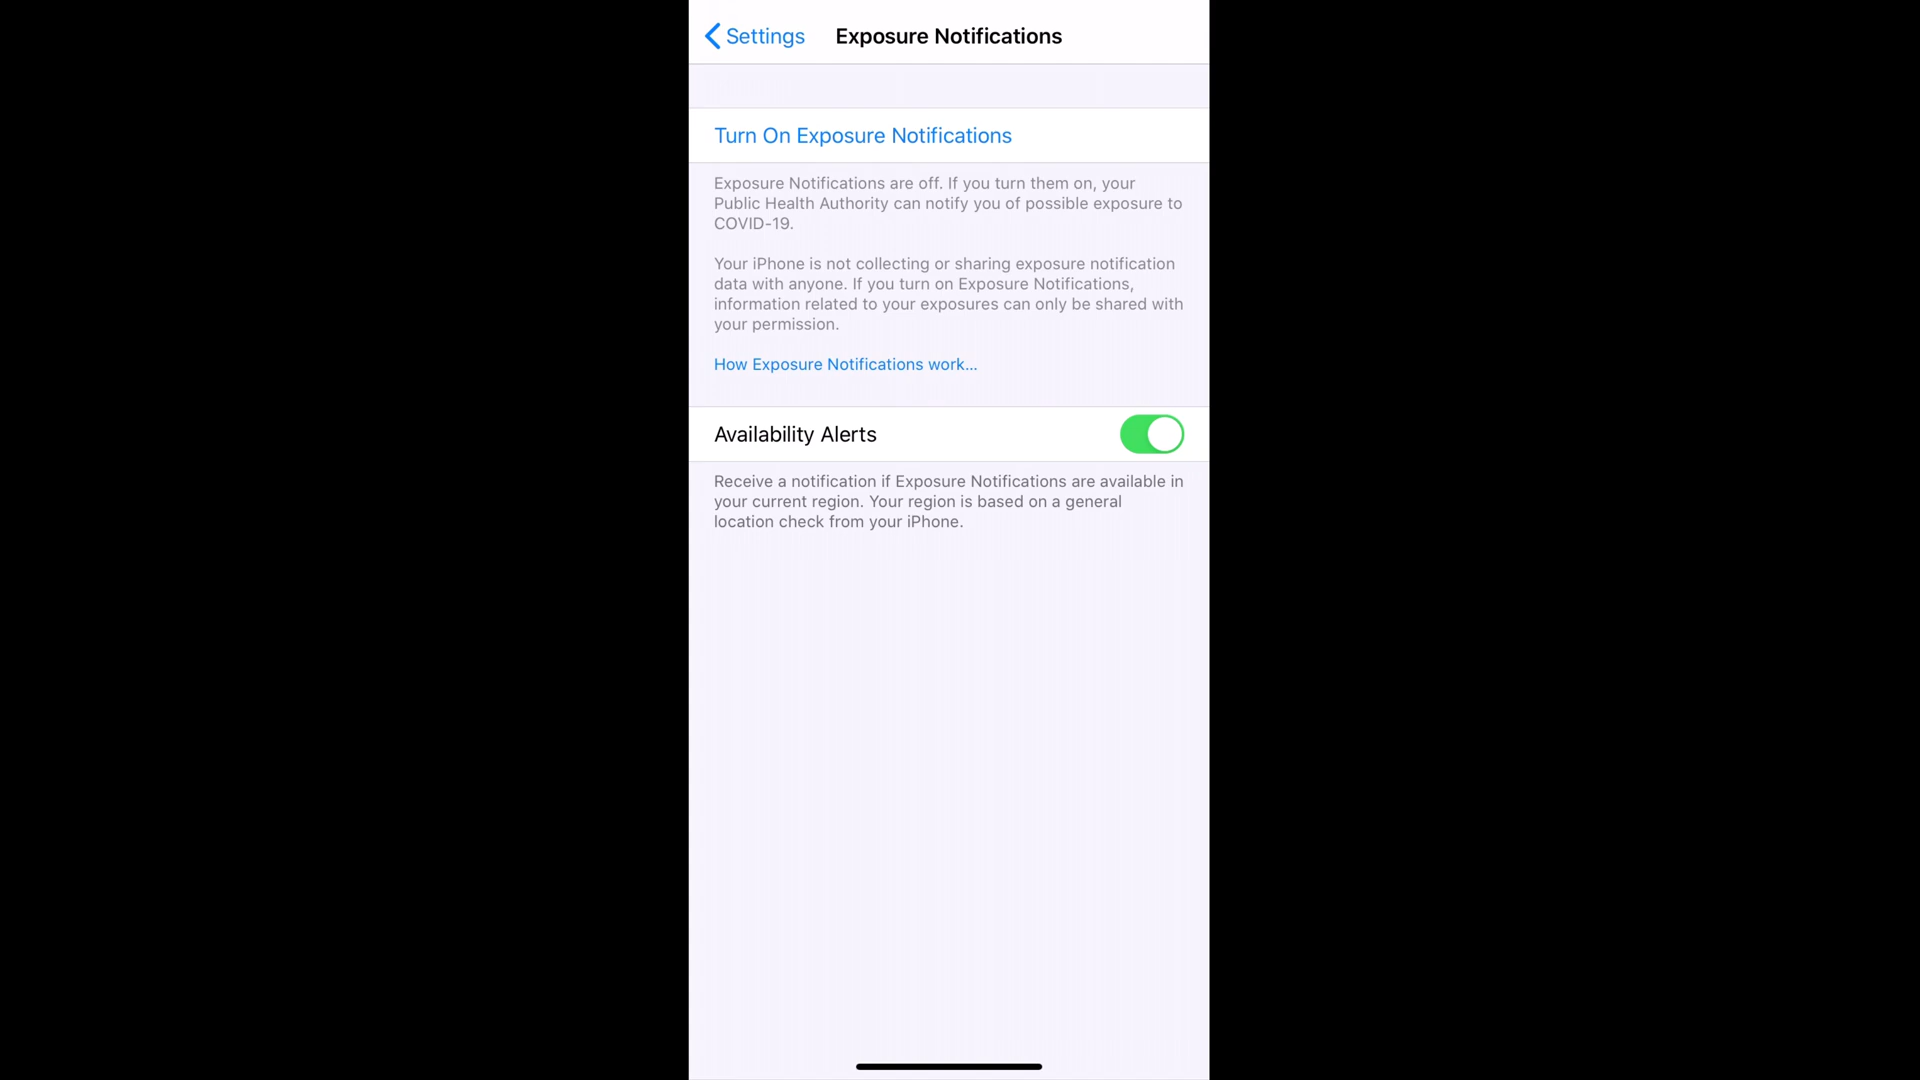 Settings
Exposure Notifications
Turn On Exposure Notifications
Exposure Notifications are off. If you turn them on, your
Public Health Authority can notify you of possible exposure to
COVID-19.
Your iPhone is not collecting or sharing exposure notification
data with anyone. If you turn on Exposure Notifications,
information related to your exposures can only be shared with
your permission.
How Exposure Notifications work...
Availability Alerts
Receive a notification if Exposure Notifications are available in
your current region. Your region is based on a general
location check from your iPhone.